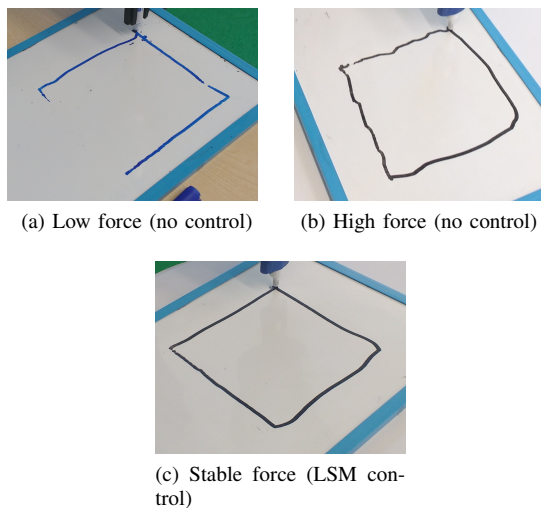 (a) Low force (no control)
(b) High force (no control)
(c) Stable force (LSM con-
trol)